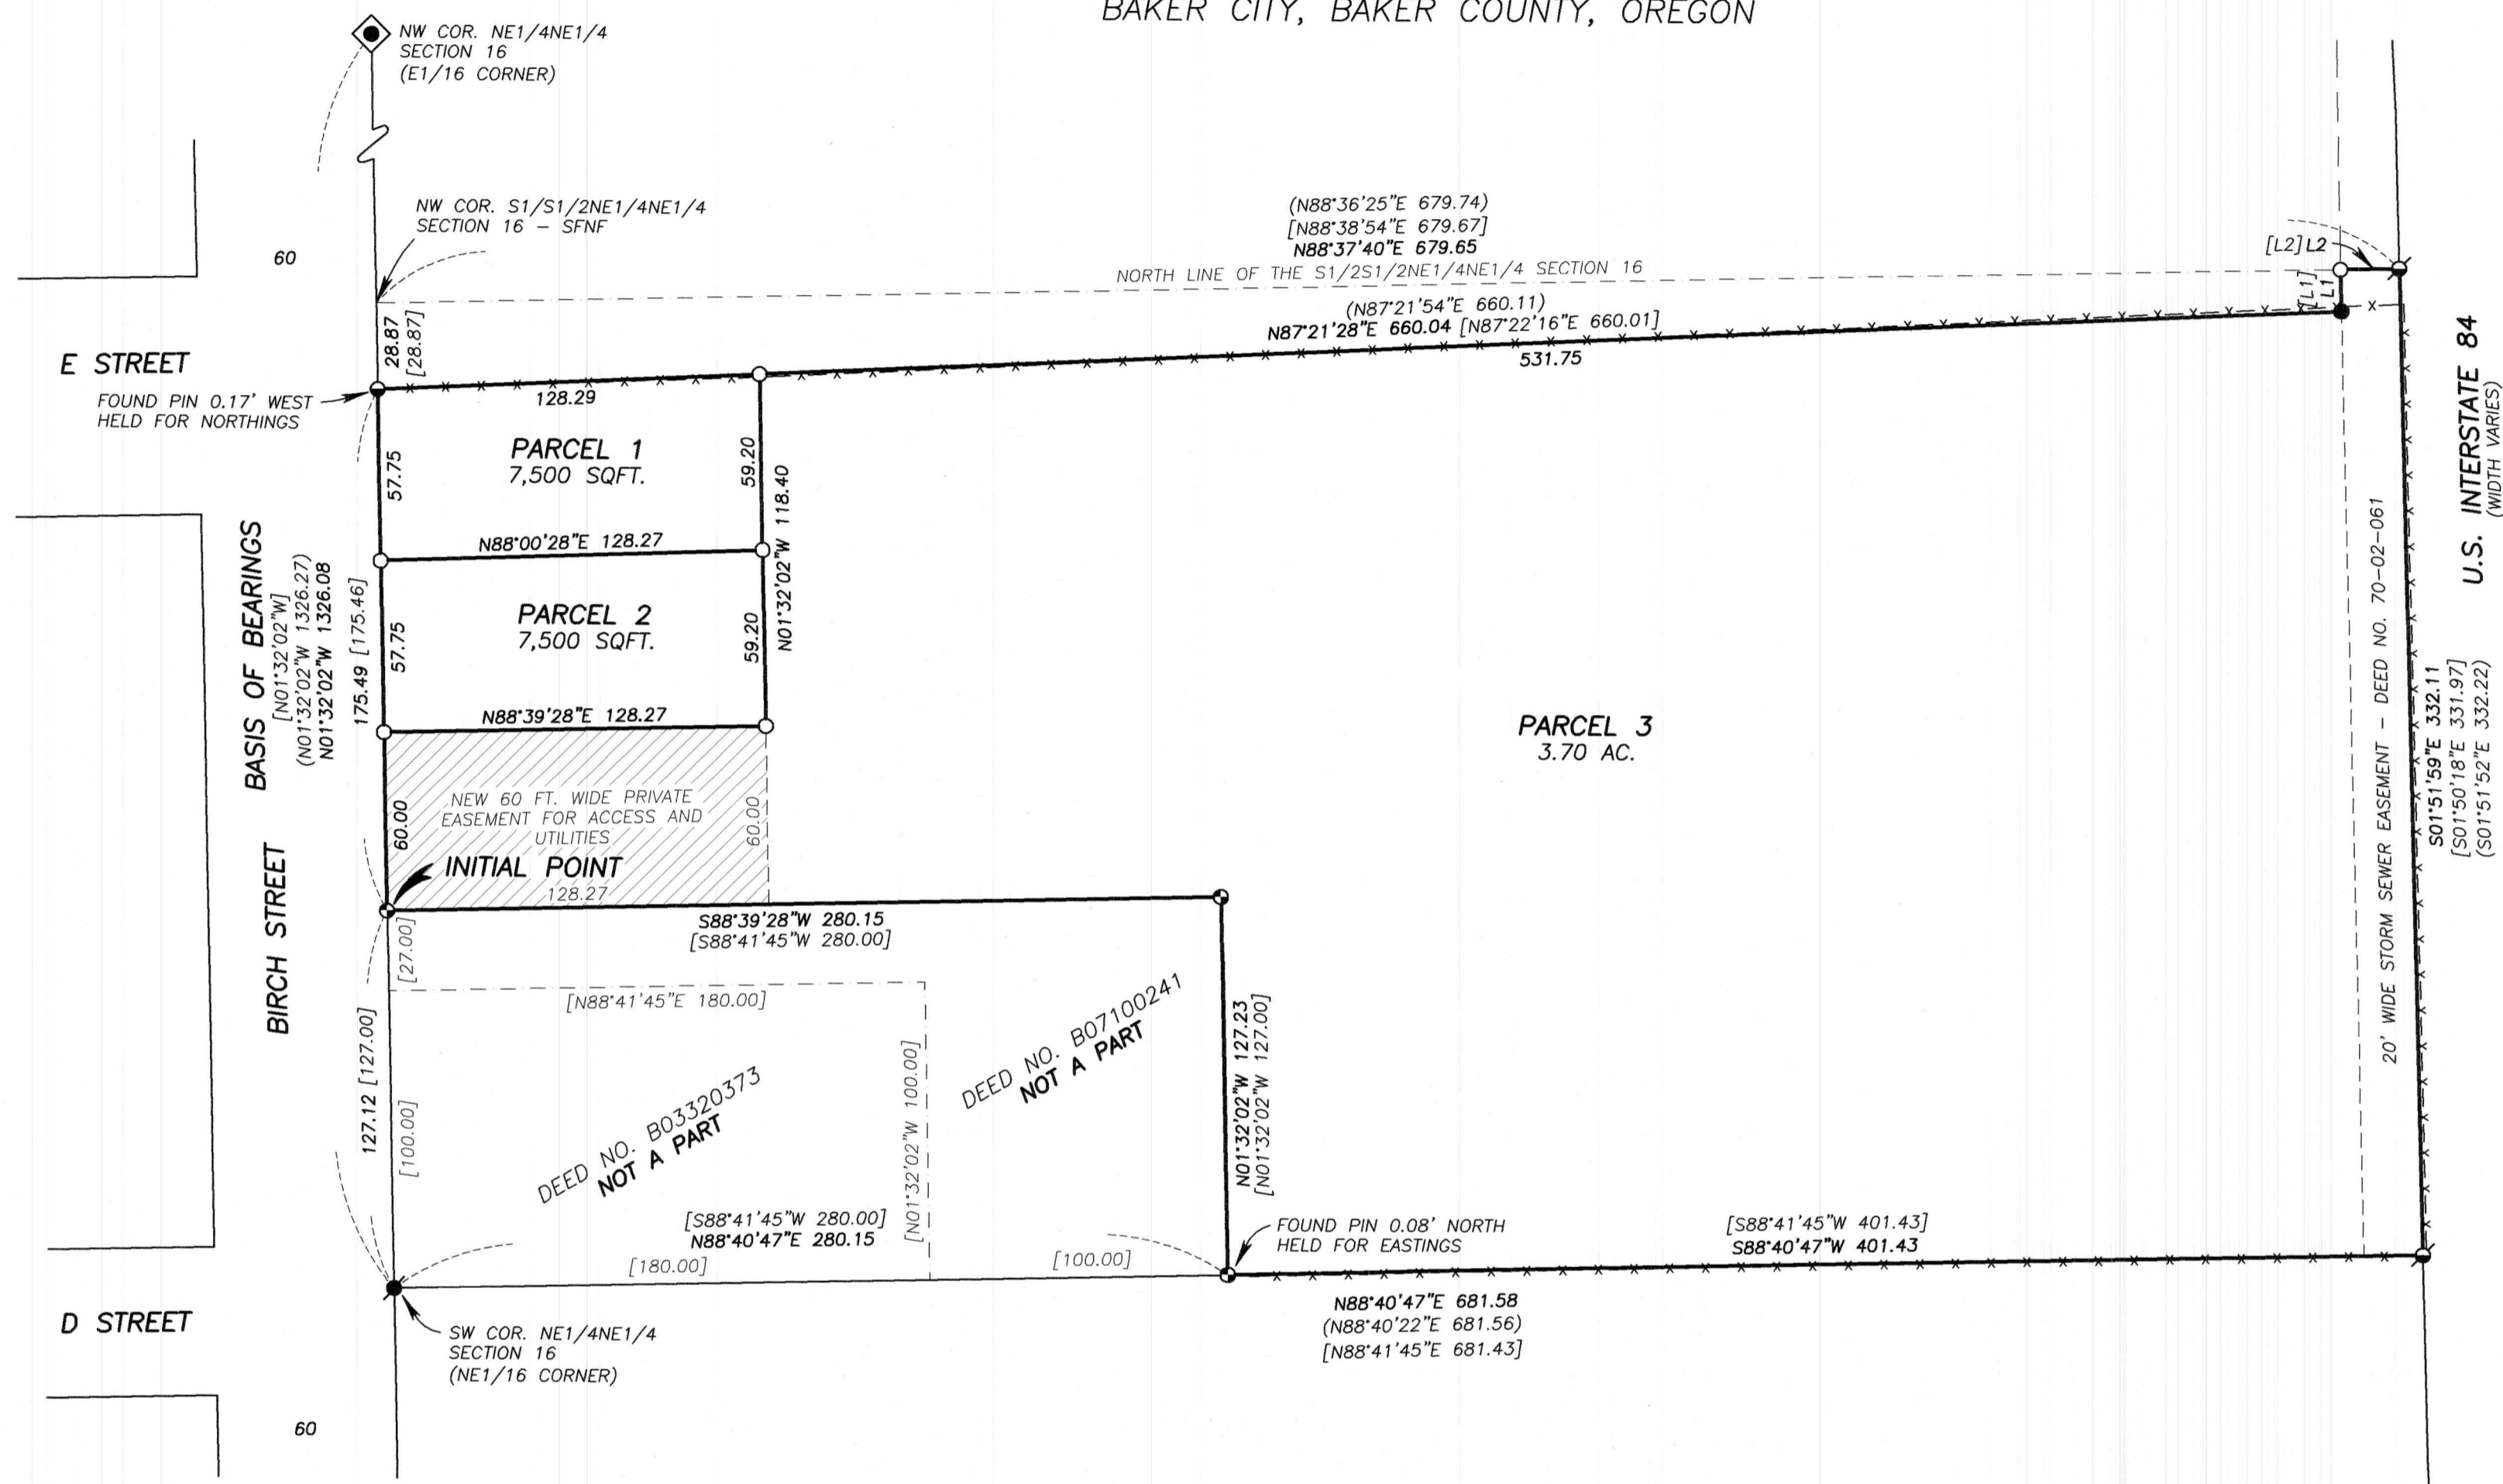 BAKER CITY, BAKER COUNTY, OREGON
NW COR. NE1/4NE1/4
SECTION 16
(E1/16 CORNER)
NW COR. S1/S1/2NE1/4NE1/4
SECTION 16 – SFNF
60
(N88°36'25"E 679.74)
[N88°38'54"E 679.67]
N88°37'40"E 679.65
NORTH LINE OF THE S1/2S1/2NE1/4NE1/4 SECTION 16
(N87°21'54"E 660.11)
N87°21'28"E 660.04 [N87°22'16"E 660.01]
531.75
[L2] L2
[L1]
L1
E STREET
28.87
[28.87]
FOUND PIN 0.17' WEST
HELD FOR NORTHINGS
128.29
PARCEL 1
7,500 SQFT.
57.75
59.20
N01°32'02"W 118.40
N88°00'28"E 128.27
PARCEL 2
7,500 SQFT.
57.75
59.20
N88°39'28"E 128.27
BASIS OF BEARINGS
[N01°32'02"W]
(N01°32'02"W 1326.27)
N01°32'02"W 1326.08
175.49 [175.46]
BIRCH STREET
NEW 60 FT. WIDE PRIVATE
EASEMENT FOR ACCESS AND
UTILITIES
60.00
60.00
INITIAL POINT
128.27
S88°39'28"W 280.15
[S88°41'45"W 280.00]
PARCEL 3
3.70 AC.
U.S. INTERSTATE 84
(WIDTH VARIES)
20' WIDE STORM SEWER EASEMENT – DEED NO. 70-02-061
S01°51'59"E 332.11
[S01°50'18"E 331.97]
(S01°51'52"E 332.22)
[27.00]
[N88°41'45"E 180.00]
127.12 [127.00]
[100.00]
DEED NO. B03320373
NOT A PART
[N01°32'02"W 100.00]
DEED NO. B07100241
NOT A PART
N01°32'02"W 127.23
[N01°32'02"W 127.00]
[S88°41'45"W 280.00]
N88°40'47"E 280.15
[180.00]
[100.00]
FOUND PIN 0.08' NORTH
HELD FOR EASTINGS
[S88°41'45"W 401.43]
S88°40'47"W 401.43
N88°40'47"E 681.58
(N88°40'22"E 681.56)
[N88°41'45"E 681.43]
D STREET
SW COR. NE1/4NE1/4
SECTION 16
(NE1/16 CORNER)
60